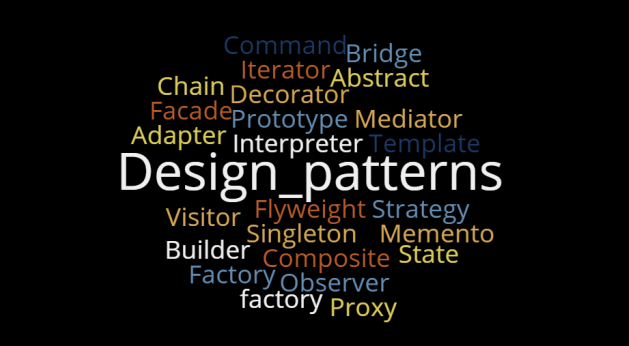 Command Bridge
Iterator Abstract
Chain Decorator
Facade Prototype Mediator
Adapter Interpreter Template
Design_patterns
Visitor Flyweight Strategy
Singleton Memento
Builder Composite State
Factory Observer
factory Proxy